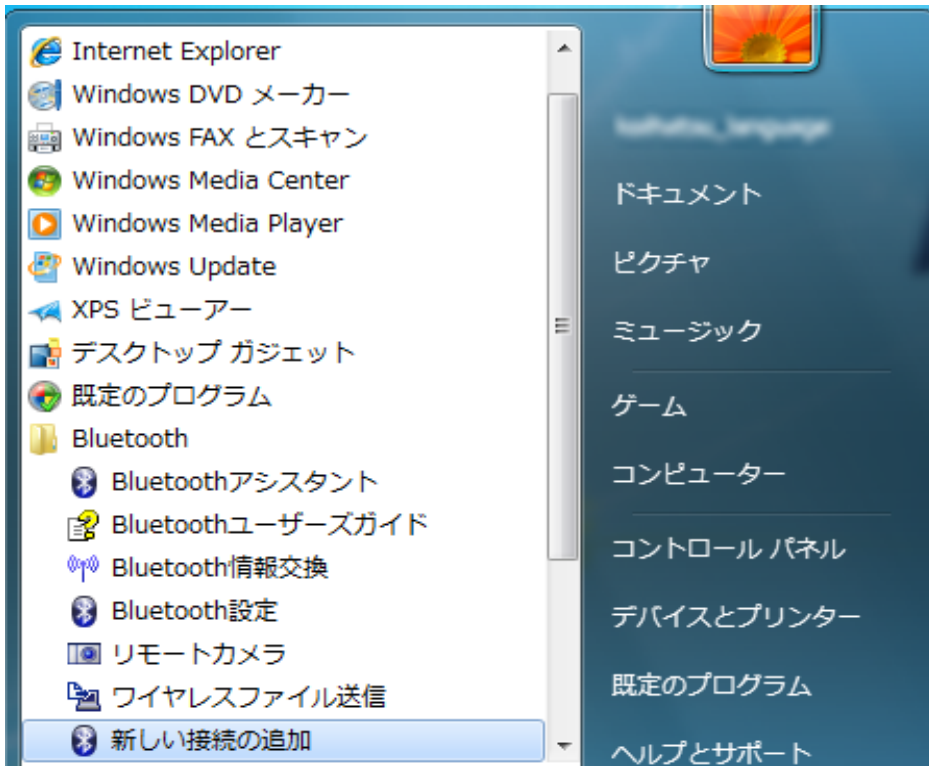 Internet Explorer
Windows DVD メーカー
Windows FAX とスキャン
Windows Media Center
Windows Media Player
Windows Update
XPS ビューアー
デスクトップ ガジェット
既定のプログラム
Bluetooth
Bluetoothアシスタント
Bluetoothユーザーズガイド
Bluetooth情報交換
Bluetooth設定
リモートカメラ
ワイヤレスファイル送信
新しい接続の追加
ドキュメント
ピクチャ
ミュージック
ゲーム
コンピューター
コントロール パネル
デバイスとプリンター
既定のプログラム
ヘルプとサポート